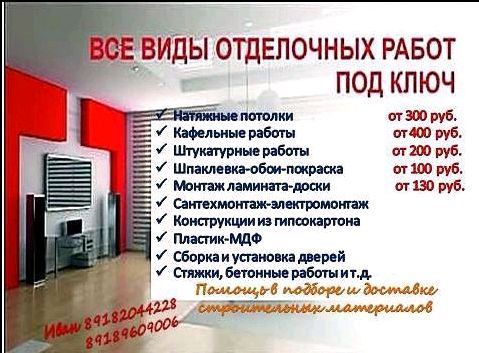 ВСЕ ВИДЫ ОТДЕЛОЧНЫХ РАБОТ
ПОД КЛЮЧ
✓ Натяжные потолки от 300 руб.
✓ Кафельные работы от 400 руб.
✓ Штукатурные работы от 200 руб.
✓ Шпаклевка-обои-покраска от 100 руб.
✓ Монтаж ламината-доски от 130 руб.
✓ Сантехмонтаж-электромонтаж
✓ Конструкции из гипсокартона
✓ Пластик-МДФ
✓ Сборка и установка дверей
✓ Стяжки, бетонные работы и т.д.
Помощь в подборе и доставке
строительных материалов
Иван 89182044228
89189609006